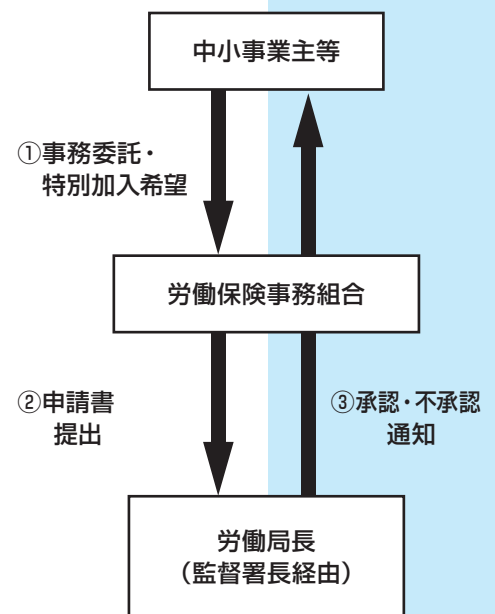 中小事業主等
①事務委託・
特別加入希望
労働保険事務組合
②申請書
提出
③承認・不承認
通知
労働局長
（監督署長経由）